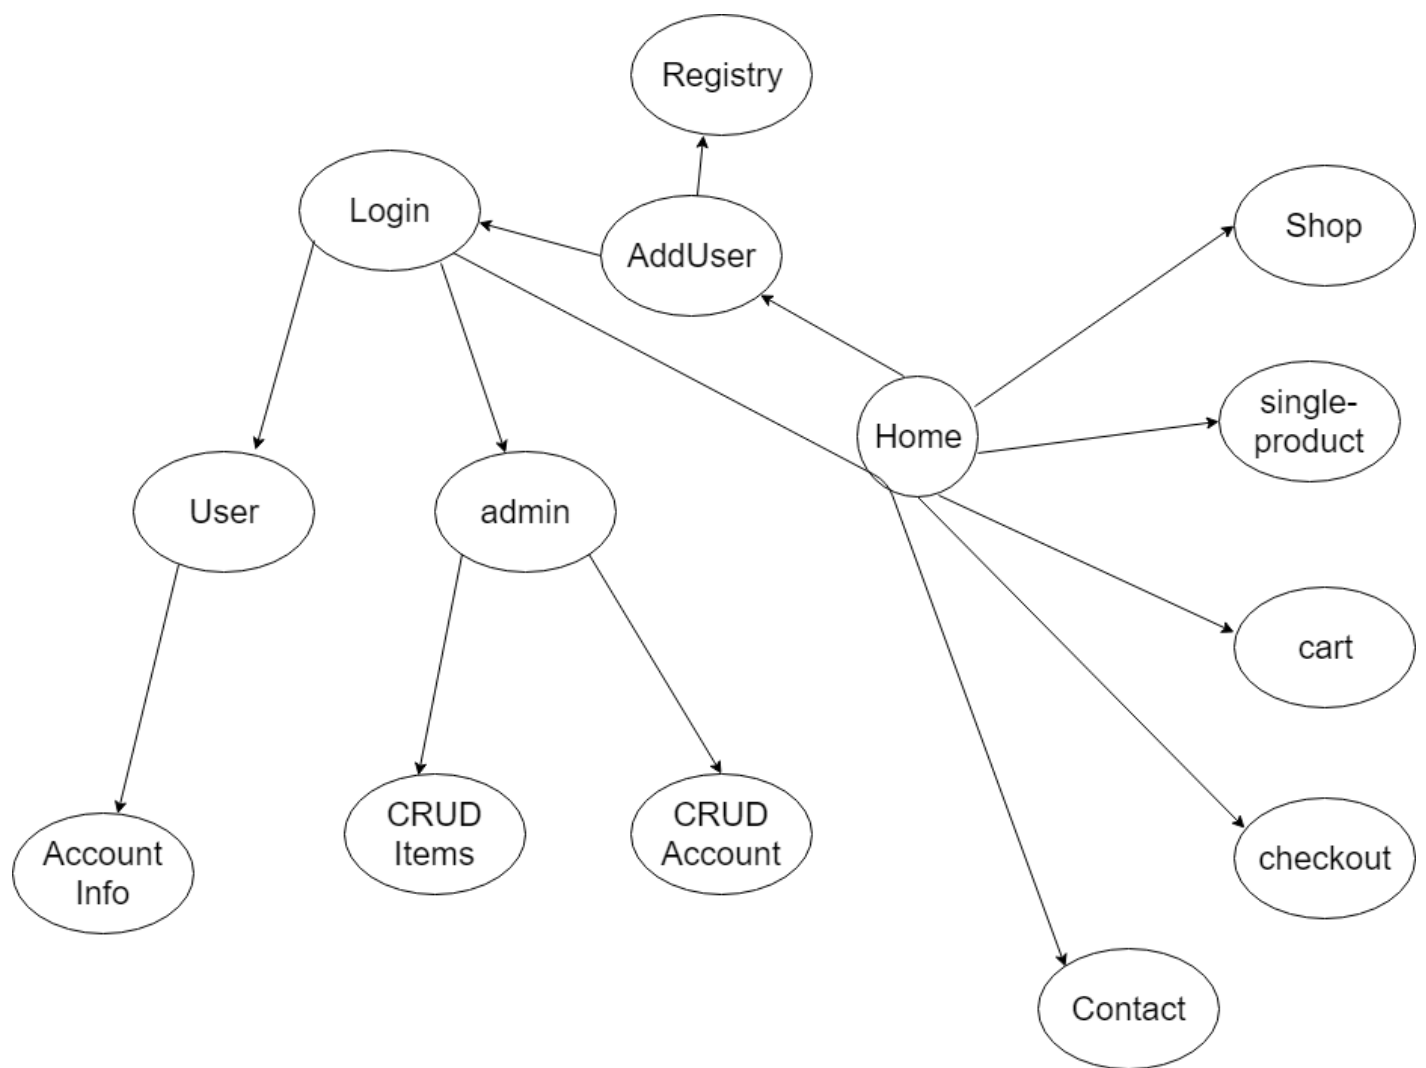 Registry
Login
AddUser
Shop
single-
product
Home
User
admin
cart
CRUD
Items
CRUD
Account
Account
Info
checkout
Contact